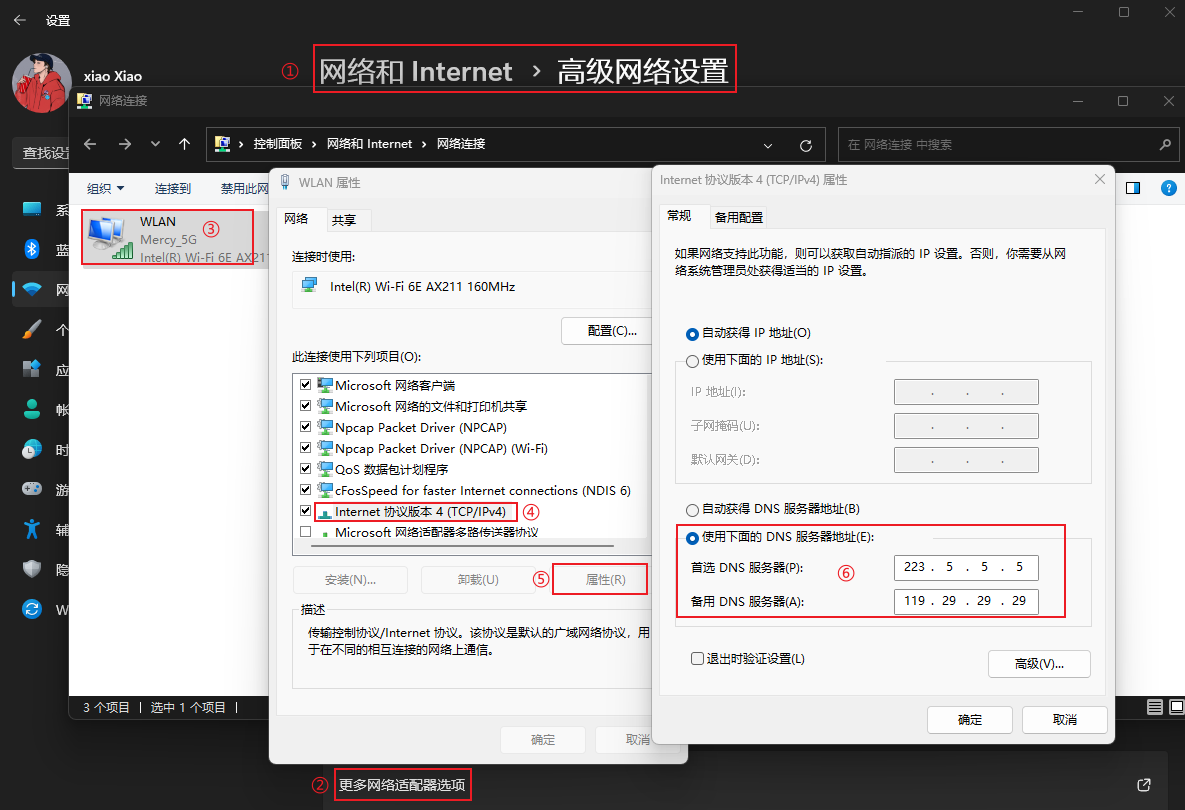 设置
xiao Xiao
① 网络和 Internet › 高级网络设置
网络连接
控制面板 › 网络和 Internet › 网络连接
在 网络连接 中搜索
查找设
组织
连接到
禁用此网
系
蓝
网
个
应
帐
时
游
辅
隐
W
WLAN
③
Mercy_5G
Intel(R) Wi-Fi 6E AX211
3 个项目
选中 1 个项目
WLAN 属性
网络
共享
连接时使用:
Intel(R) Wi-Fi 6E AX211 160MHz
配置(C)...
此连接使用下列项目(O):
Microsoft 网络客户端
Microsoft 网络的文件和打印机共享
Npcap Packet Driver (NPCAP)
Npcap Packet Driver (NPCAP) (Wi-Fi)
QoS 数据包计划程序
cFosSpeed for faster Internet connections (NDIS 6)
Internet 协议版本 4 (TCP/IPv4) ④
Microsoft 网络适配器多路传送器协议
安装(N)...
卸载(U)
⑤ 属性(R)
描述
传输控制协议/Internet 协议。该协议是默认的广域网络协议，用
于在不同的相互连接的网络上通信。
确定
取消
Internet 协议版本 4 (TCP/IPv4) 属性
常规
备用配置
如果网络支持此功能，则可以获取自动指派的 IP 设置。否则，你需要从网
络系统管理员处获得适当的 IP 设置。
自动获得 IP 地址(O)
使用下面的 IP 地址(S):
IP 地址(I):
. . .
子网掩码(U):
. . .
默认网关(D):
. . .
自动获得 DNS 服务器地址(B)
使用下面的 DNS 服务器地址(E):
首选 DNS 服务器(P):
⑥
223 . 5 . 5 . 5
备用 DNS 服务器(A):
119 . 29 . 29 . 29
退出时验证设置(L)
高级(V)...
确定
取消
② 更多网络适配器选项